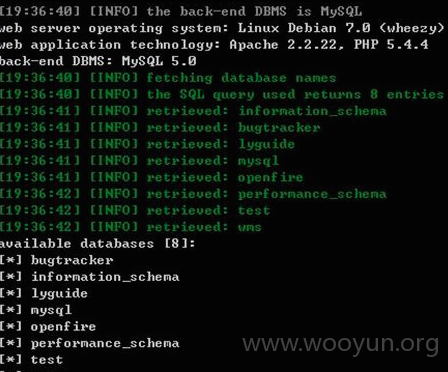 [19:36:40] [INFO] the back-end DBMS is MySQL
web server operating system: Linux Debian 7.0 (wheezy)
web application technology: Apache 2.2.22, PHP 5.4.4
back-end DBMS: MySQL 5.0
[19:36:40] [INFO] fetching database names
[19:36:40] [INFO] the SQL query used returns 8 entries
[19:36:41] [INFO] retrieved: information_schema
[19:36:41] [INFO] retrieved: bugtracker
[19:36:41] [INFO] retrieved: lyguide
[19:36:41] [INFO] retrieved: mysql
[19:36:41] [INFO] retrieved: openfire
[19:36:42] [INFO] retrieved: performance_schema
[19:36:42] [INFO] retrieved: test
[19:36:42] [INFO] retrieved: wms
available databases [8]:
[*] bugtracker
[*] information_schema
[*] lyguide
[*] mysql
[*] openfire
[*] performance_schema
[*] test
www.wooyun.org